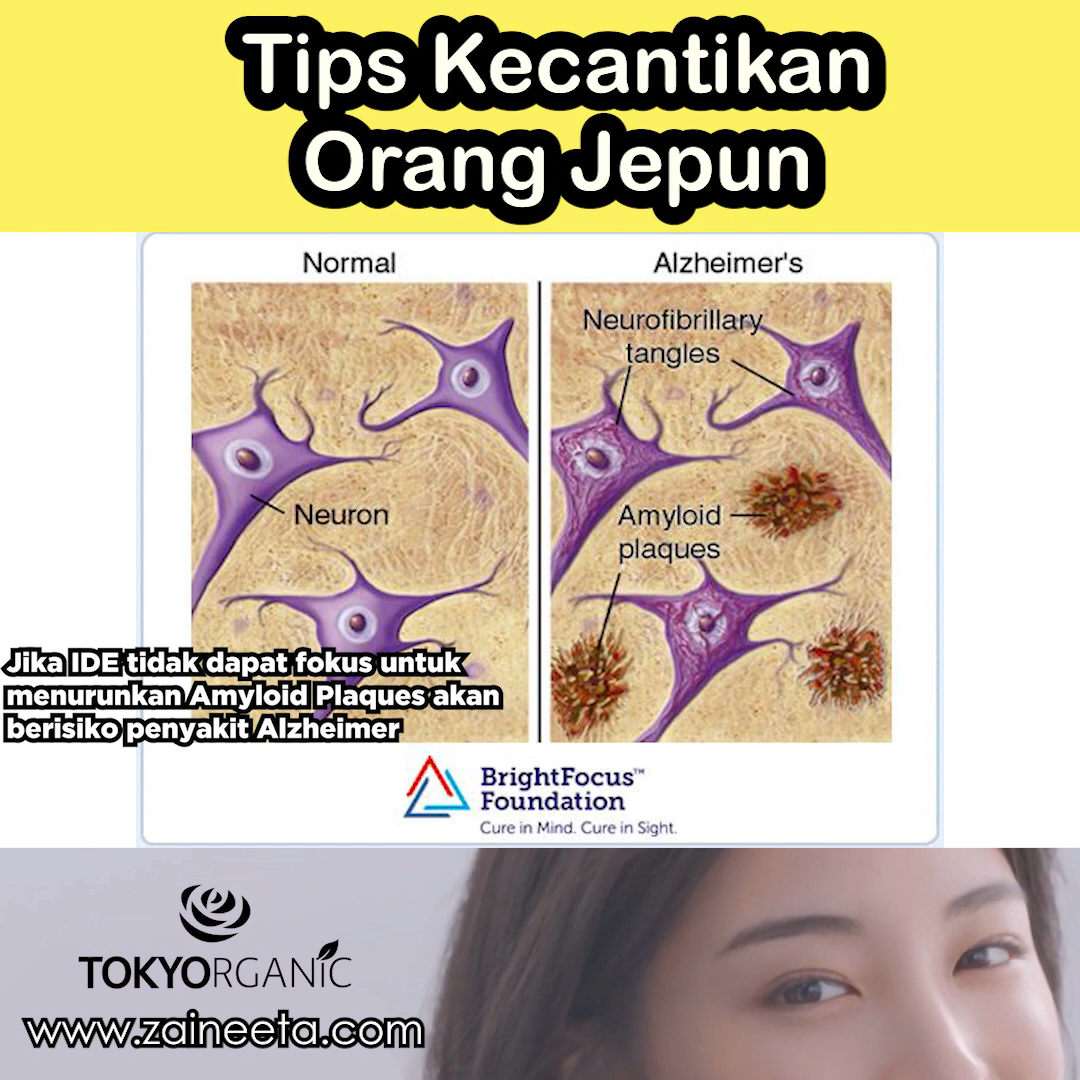 Tips Kecantikan
Orang Jepun
Normal
Alzheimer's
Neurofibrillary
tangles
Neuron
Amyloid
plaques
Jika IDE tidak dapat fokus untuk
menurunkan Amyloid Plaques akan
berisiko penyakit Alzheimer
BrightFocus™
Foundation
Cure in Mind. Cure in Sight.
TOKYORGANIC
www.zaineeta.com